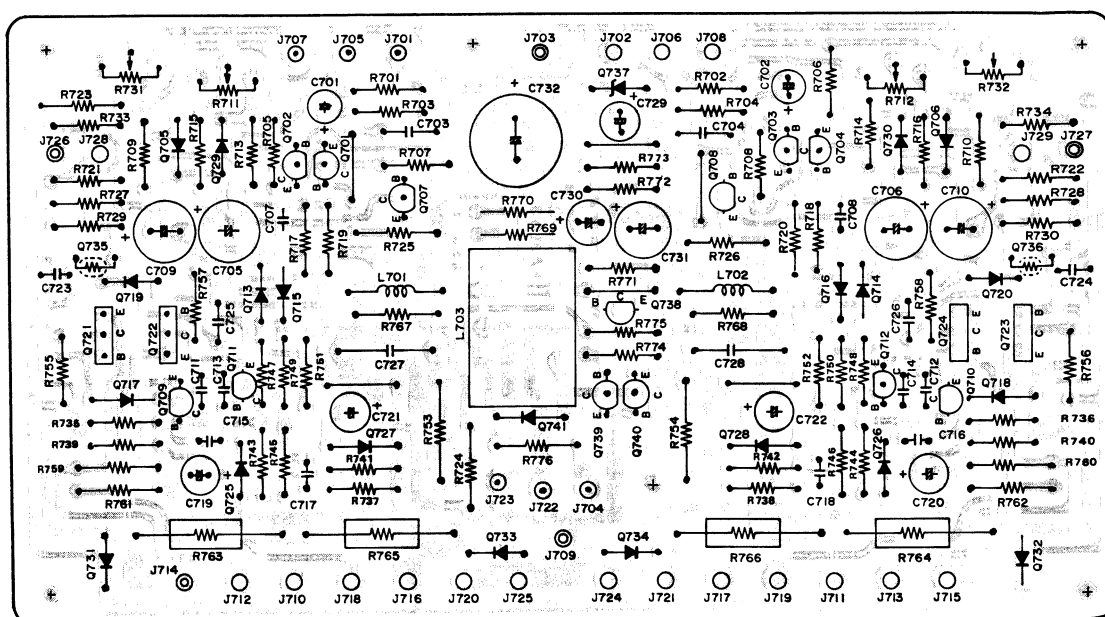 J707 J705 J701 J703 J702 J706 J708
R731 R711 C701 R701 C732 Q737 C729 R702 C702 R706 R712 R732
R723 R703 R704 R734
R733 Q705 R715 Q702 R705 C703 C704 Q703 Q704 R714 R716 Q706 J729 J727
J726 J728 R709 Q729 R713 B C E Q701 R707 R773 Q708 R708 Q730 R710
R721 R772 R722
R727 Q707 C730 C706 C710 R728
R729 C707 R770 R718 C708 R730
Q735 R717 R719 R725 R769 C731 R726 R720 Q736
C723 C709 C705 R771 C724
Q719 R757 Q713 Q715 L701 L703 B C E Q738 L702 Q716 Q714 R758 Q720
Q721 B C E Q722 B C E C725 R767 R775 R768 C726 Q724 B C E Q723 B C E
R755 C711 C713 Q711 R747 R749 R751 C727 R774 C728 R752 R750 R748 Q712 C714 C712 Q710 R756
Q717 Q709 Q718
R735 C715 C721 R753 Q741 Q739 Q740 R754 C722 C716 R736
R739 R743 R745 Q727 R724 Q728 R746 R744 Q726 R740
R759 R741 R776 R742 R760
R761 C719 Q725 C717 R737 J723 J722 J704 R738 C718 C720 R762
Q731 R763 R765 Q733 J709 Q734 R766 R764 Q732
J714 J712 J710 J718 J716 J720 J725 J724 J721 J717 J719 J711 J713 J715